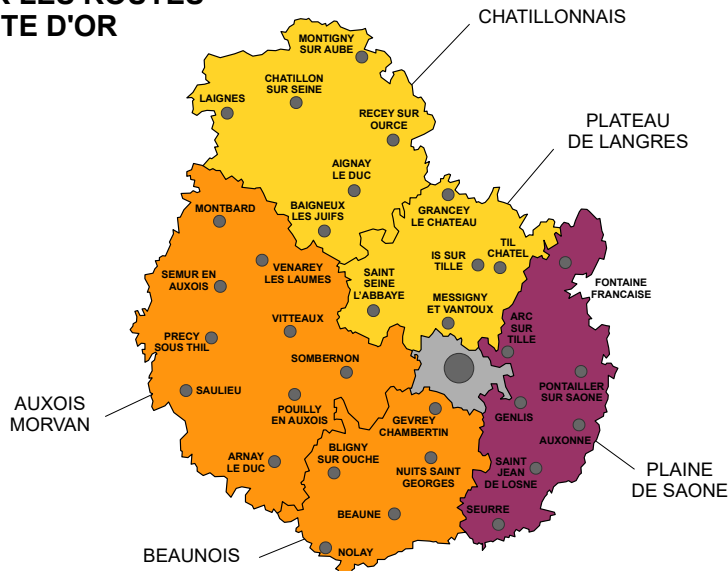 R LES ROUTES
TE D'OR
CHATILLONNAIS
MONTIGNY
SUR AUBE
CHATILLON
SUR SEINE
LAIGNES
RECEY SUR
OURCE
PLATEAU
DE LANGRES
AIGNAY
LE DUC
BAIGNEUX
LES JUIFS
MONTBARD
GRANCEY
LE CHATEAU
TIL
CHATEL
IS SUR
TILLE
VENAREY
LES LAUMES
SEMUR EN
AUXOIS
SAINT
SEINE
L'ABBAYE
FONTAINE
FRANCAISE
MESSIGNY
ET VANTOUX
ARC
SUR
TILLE
VITTEAUX
PRECY
SOUS THIL
SOMBERNON
SAULIEU
PONTAILLER
SUR SAONE
AUXOIS
MORVAN
POUILLY
EN AUXOIS
GEVREY
CHAMBERTIN
GENLIS
AUXONNE
ARNAY
LE DUC
BLIGNY
SUR OUCHE
NUITS SAINT
GEORGES
SAINT
JEAN
DE LOSNE
PLAINE
DE SAONE
BEAUNE
SEURRE
BEAUNOIS
NOLAY